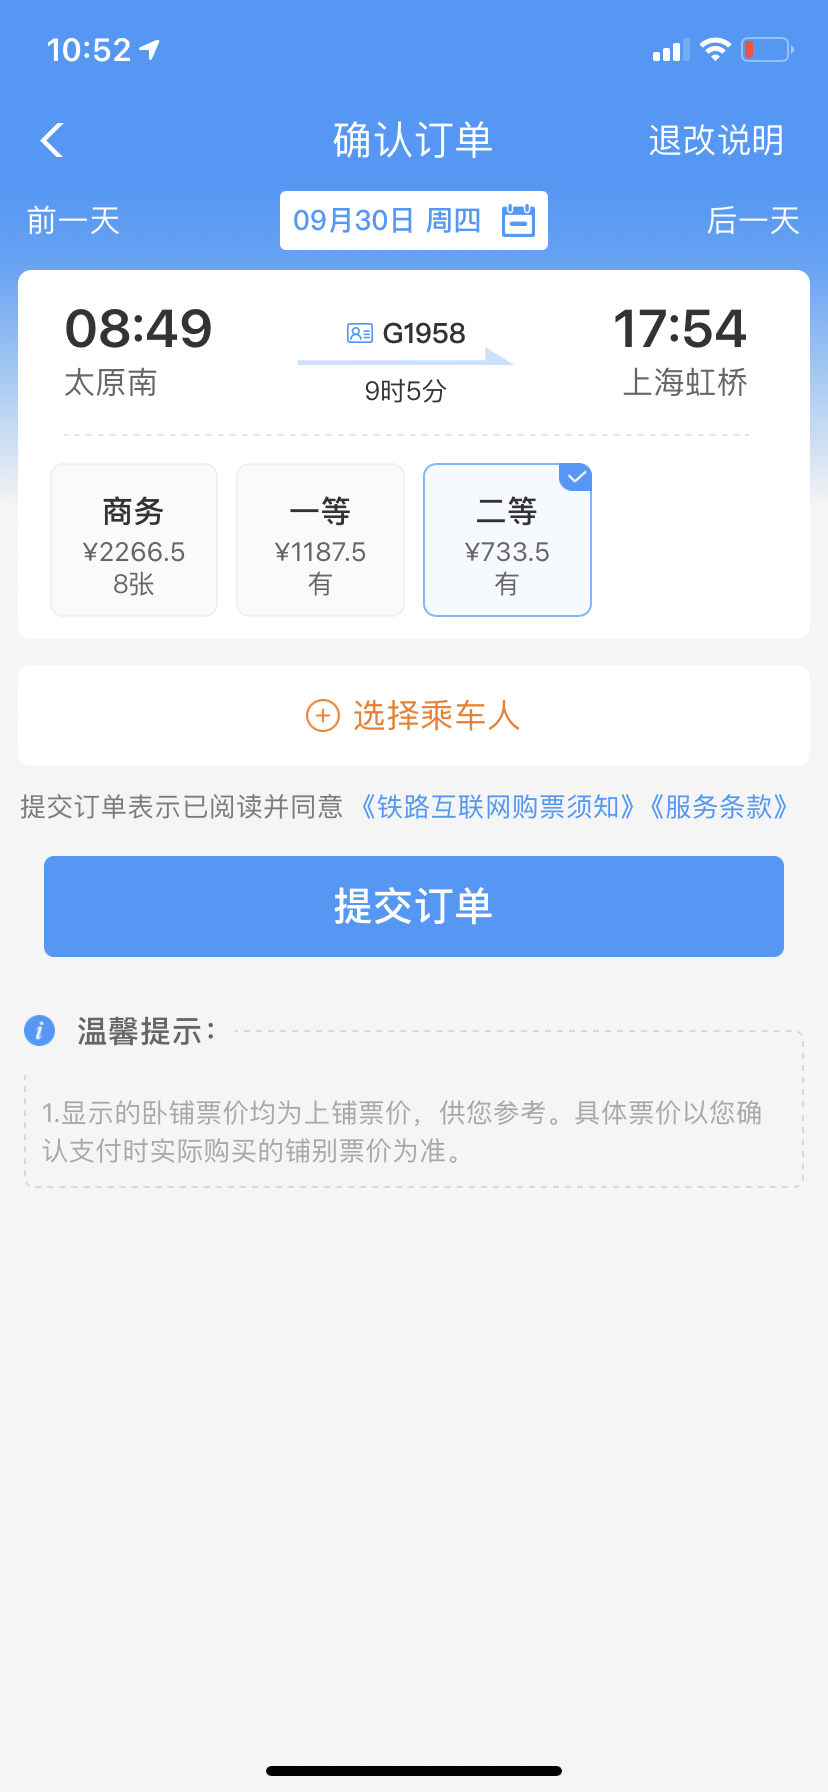 10:52
确认订单
退改说明
前一天
09月30日 周四
后一天
08:49
G1958
17:54
太原南
9时5分
上海虹桥
商务
一等
二等
¥2266.5
¥1187.5
¥733.5
8张
有
有
选择乘车人
提交订单表示已阅读并同意《铁路互联网购票须知》《服务条款》
提交订单
i 温馨提示：
1.显示的卧铺票价均为上铺票价，供您参考。具体票价以您确
认支付时实际购买的铺别票价为准。